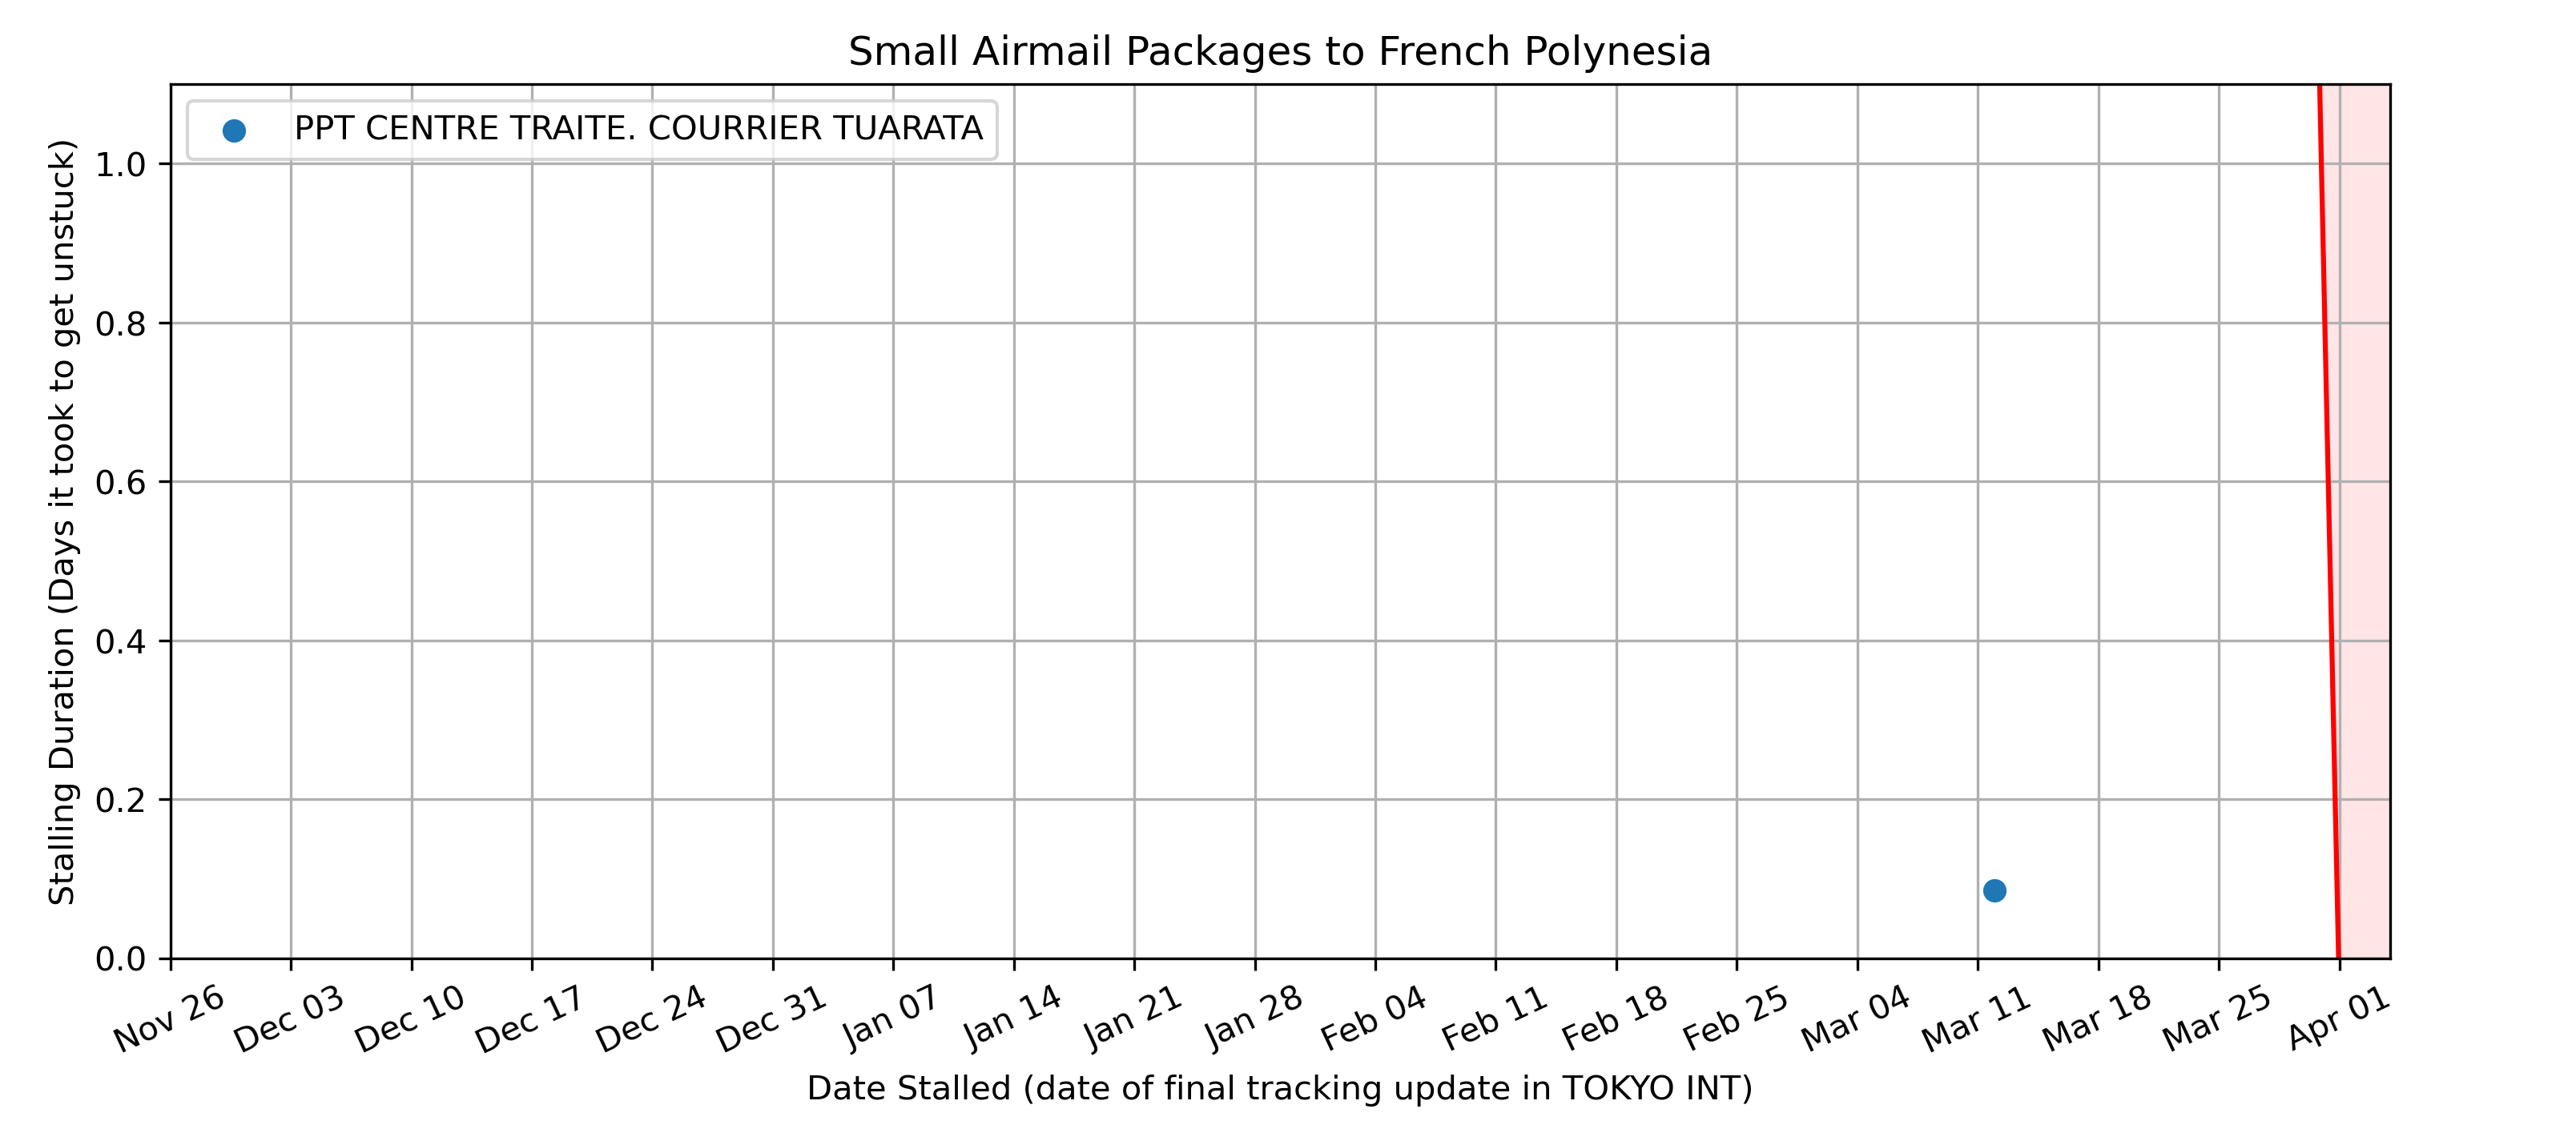 Small Airmail Packages to French Polynesia
PPT CENTRE TRAITE. COURRIER TUARATA
Stalling Duration (Days it took to get unstuck)
1.0
0.8
0.6
0.4
0.2
0.0
Nov 26 Dec 03 Dec 10 Dec 17 Dec 24 Dec 31 Jan 07 Jan 14 Jan 21 Jan 28 Feb 04 Feb 11 Feb 18 Feb 25 Mar 04 Mar 11 Mar 18 Mar 25 Apr 01
Date Stalled (date of final tracking update in TOKYO INT)